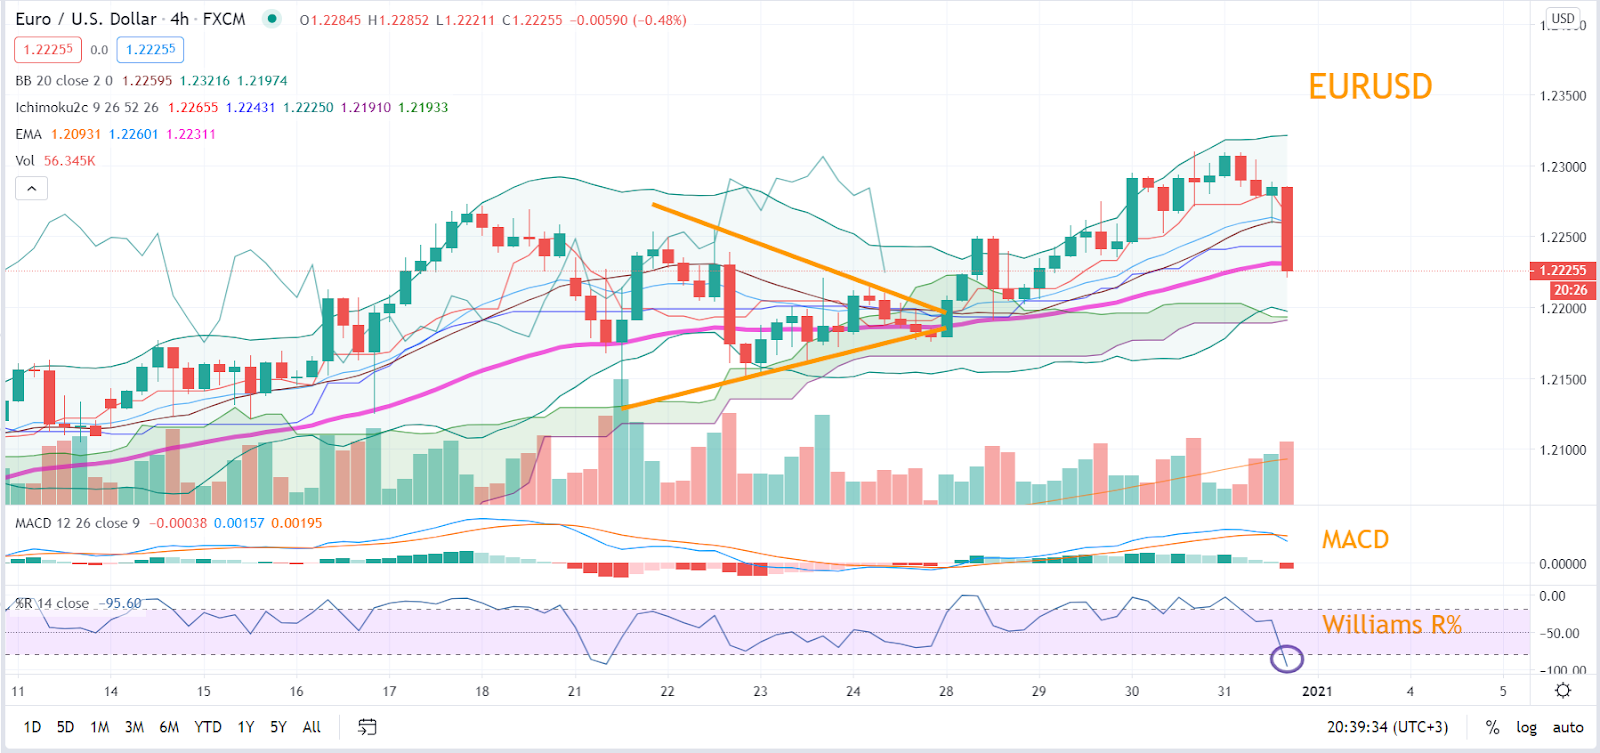 Euro / U.S. Dollar · 4h · FXCM O1.22845 H1.22852 L1.22211 C1.22255 −0.00590 (−0.48%)
1.22255 0.0 1.22255
BB 20 close 2 0 1.22595 1.23216 1.21974
Ichimoku2c 9 26 52 26 1.22655 1.22431 1.22250 1.21910 1.21933
EMA 1.20931 1.22601 1.22311
Vol 56.345K
EURUSD
USD
1.23500
1.23000
1.22500
1.22255
20:26
1.22000
1.21500
1.21000
MACD 12 26 close 9 −0.00038 0.00157 0.00195
MACD
0.00000
%R 14 close −95.60
Williams R%
0.00
−50.00
−100.00
11 14 15 16 17 18 21 22 23 24 28 29 30 31 2021 4 5
1D 5D 1M 3M 6M YTD 1Y 5Y All
20:39:34 (UTC+3) % log auto